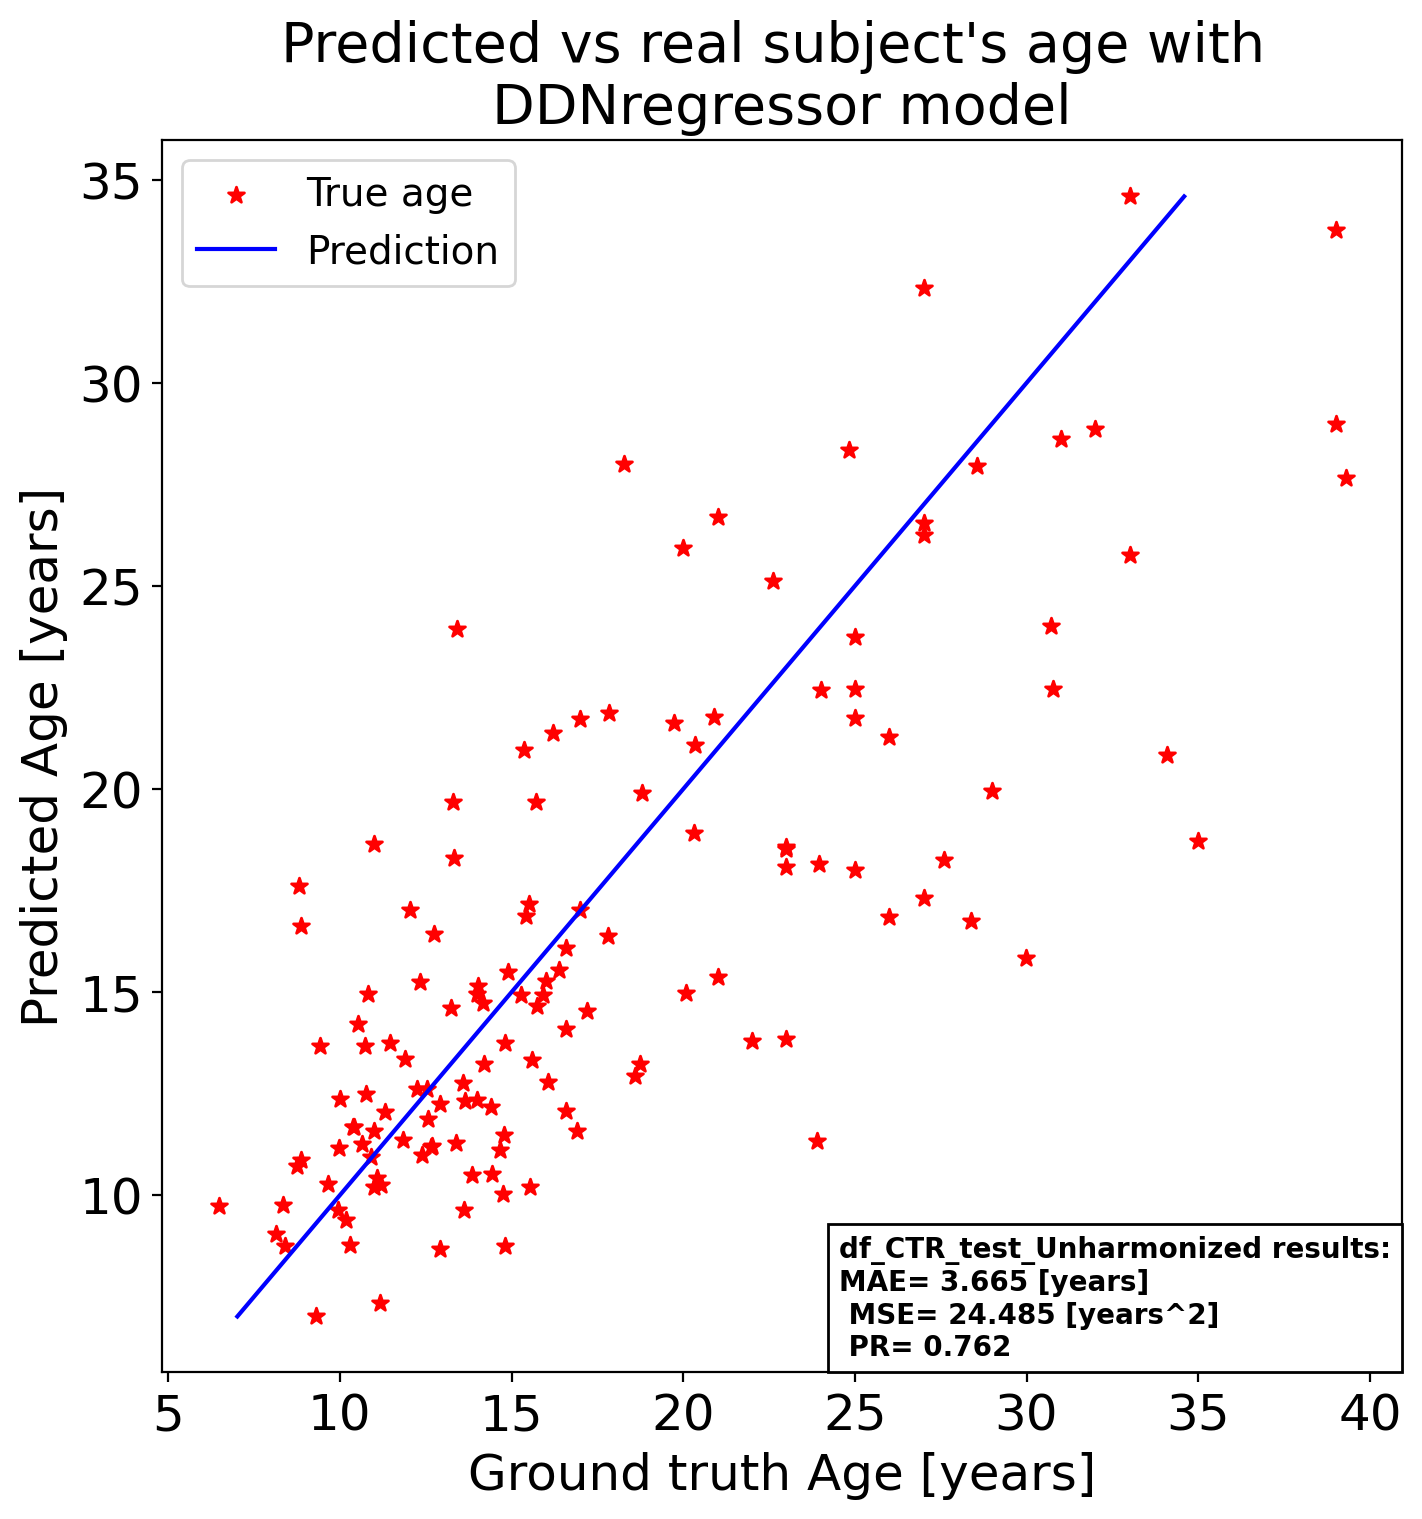 Predicted vs real subject's age with
DDNregressor model
True age
Prediction
35
30
25
20
15
10
Predicted Age [years]
df_CTR_test_Unharmonized results:
MAE= 3.665 [years]
MSE= 24.485 [years^2]
PR= 0.762
5 10 15 20 25 30 35 40
Ground truth Age [years]